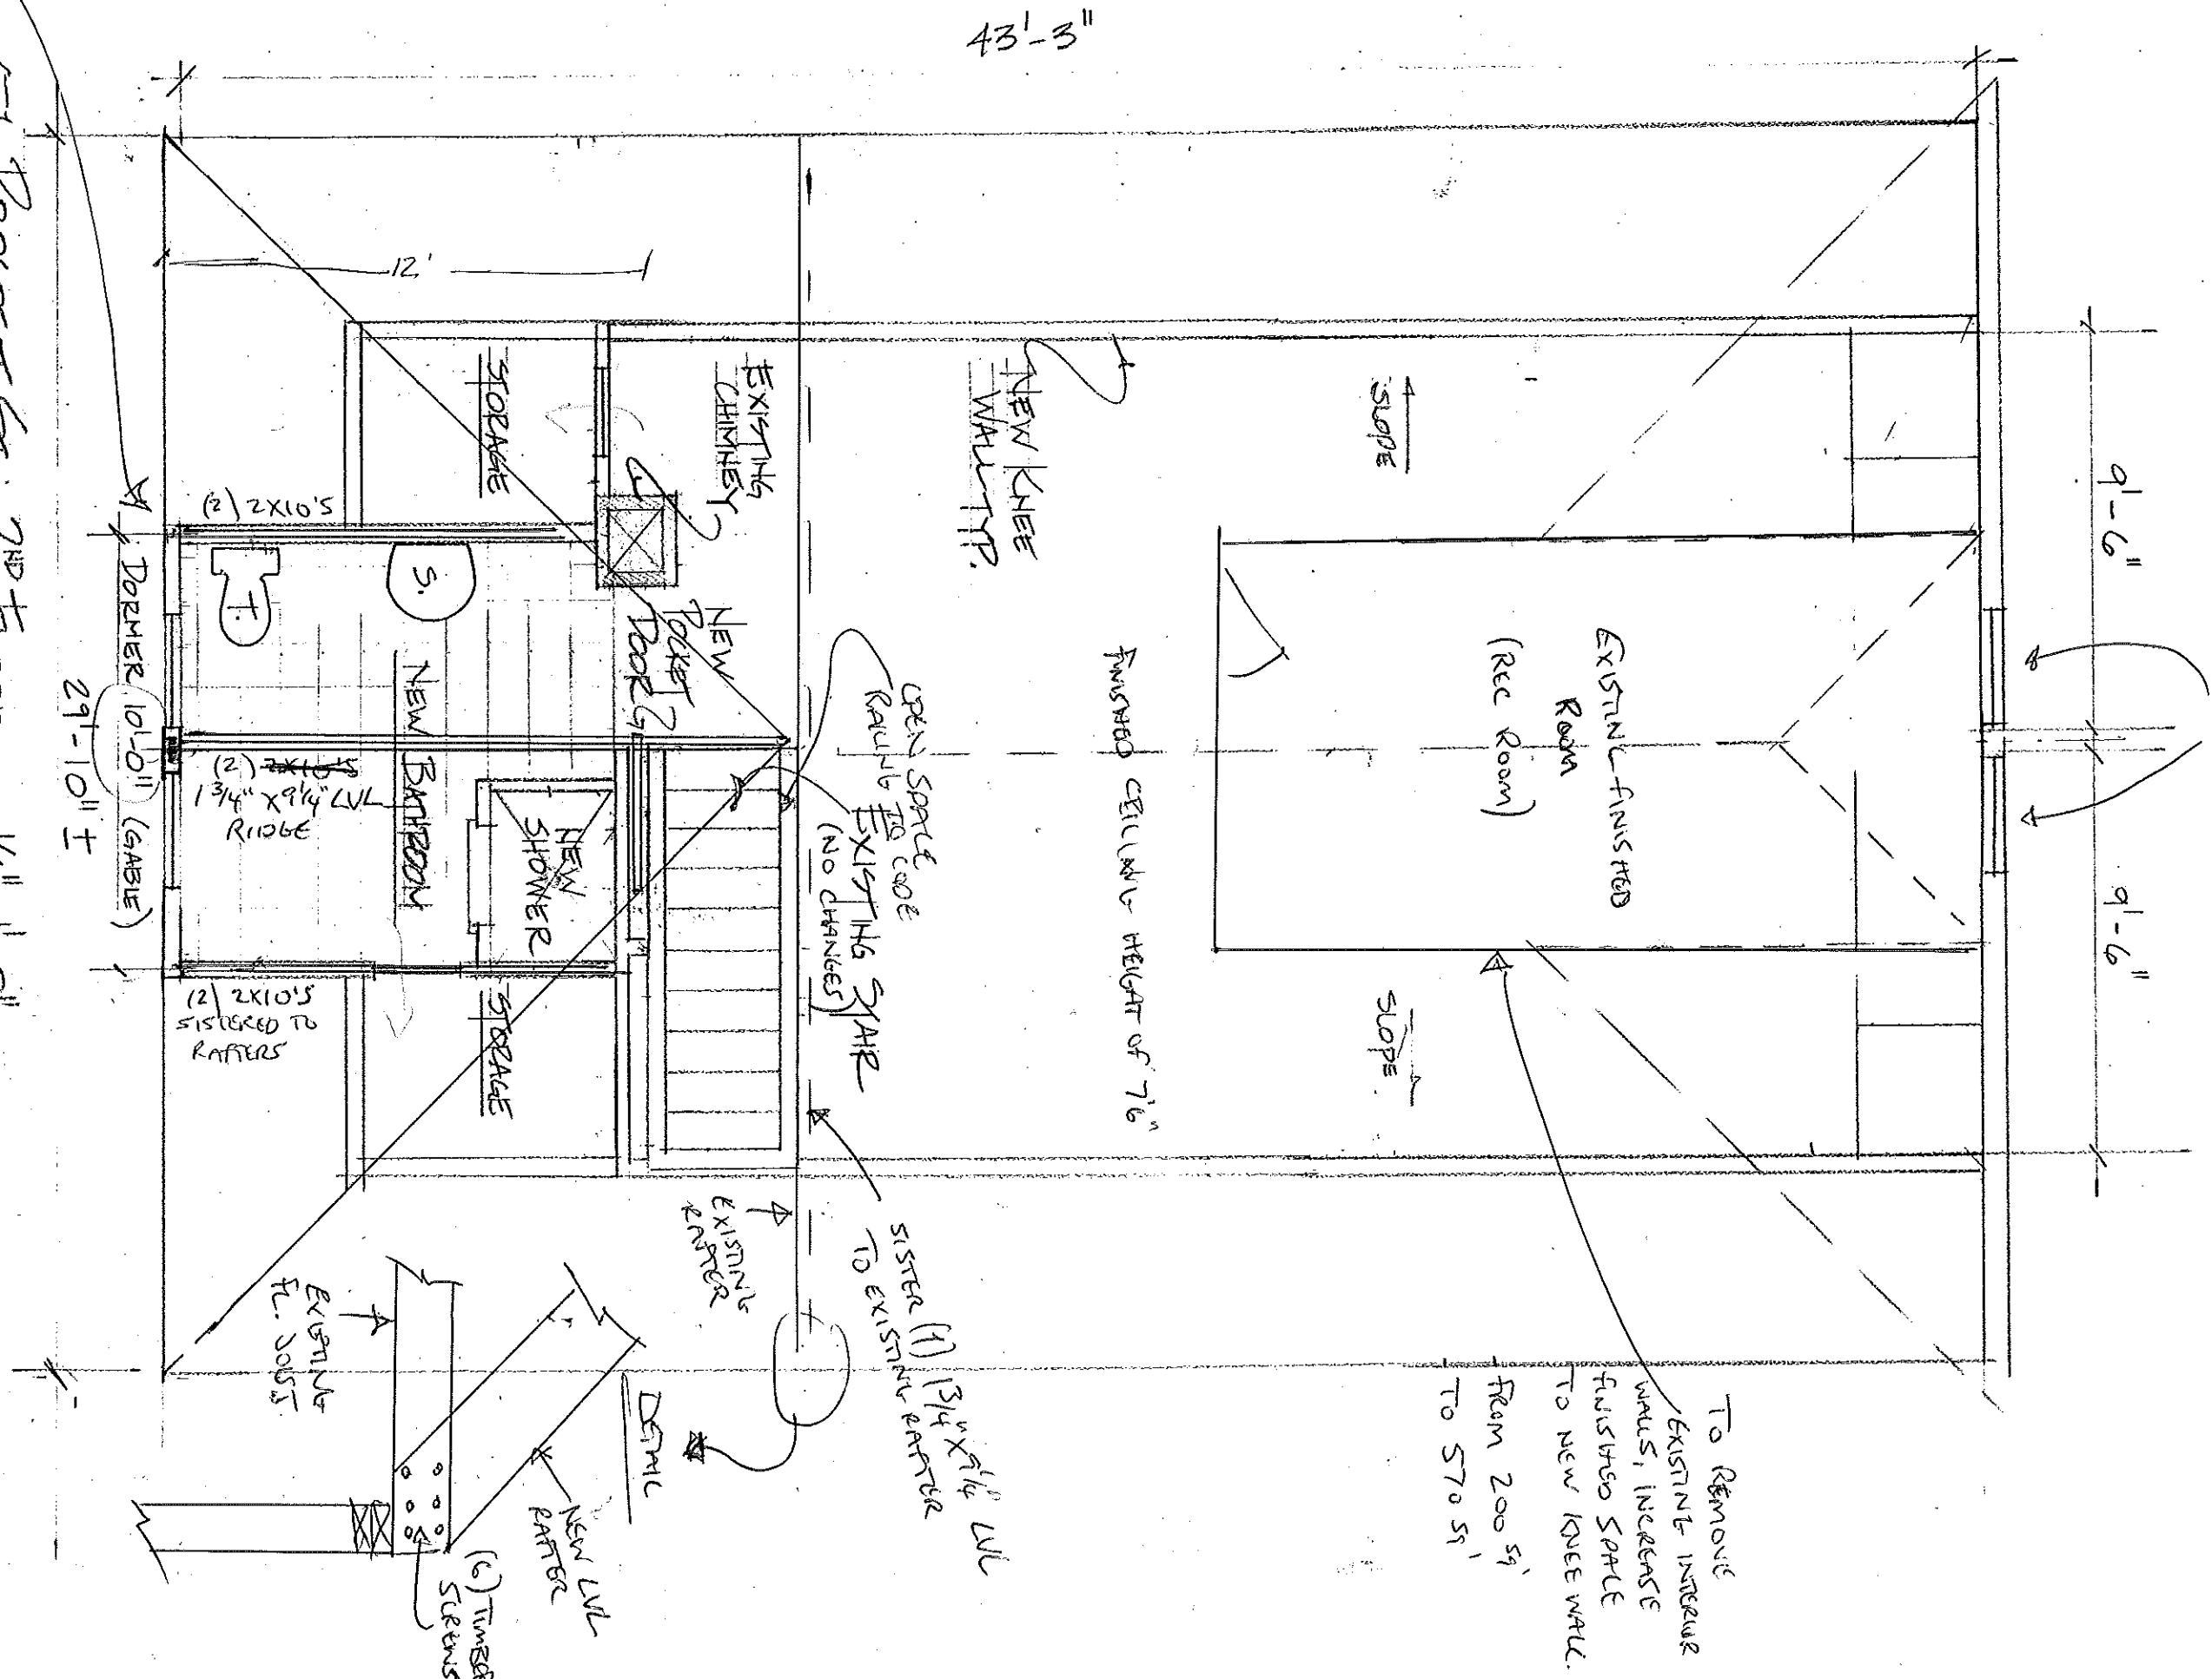 43'-3"
12'
9'-6"
9'-6"
STORAGE
EXISTING
CHIMNEY
NEW KNEE
WALL TYP.
SLOPE
(2) 2X10'S
T.
S.
NEW
POCKET
DOOR
EXISTING FINISHED
ROOM
(REC ROOM)
OPEN SPACE
RAILING TO CODE
FINISHED CEILING HEIGHT OF 7'6"
DORMER 10'-0" (GABLE)
29'-10" ±
(2) 2X10'S
1 3/4" X 9 1/4" LVL
RIDGE
NEW BATHROOM
NEW
SHOWER
EXISTING STAIR
(NO CHANGES)
SLOPE
(2) 2X10'S
SISTERED TO
RAFTERS
STORAGE
EXISTING
RAFTER
SISTER (1) 1 3/4" X 9 1/4" LVL
TO EXISTING RAFTER
TO REMOVE
EXISTING INTERIOR
WALLS, INCREASE
FINISHED SPACE
TO NEW KNEE WALL.
FROM 200 SQ'
TO 570 SQ'
DETAIL
EXISTING
FL. JOIST.
NEW LVL
RAFTER
(6) TIMBER
SCREWS
2ND